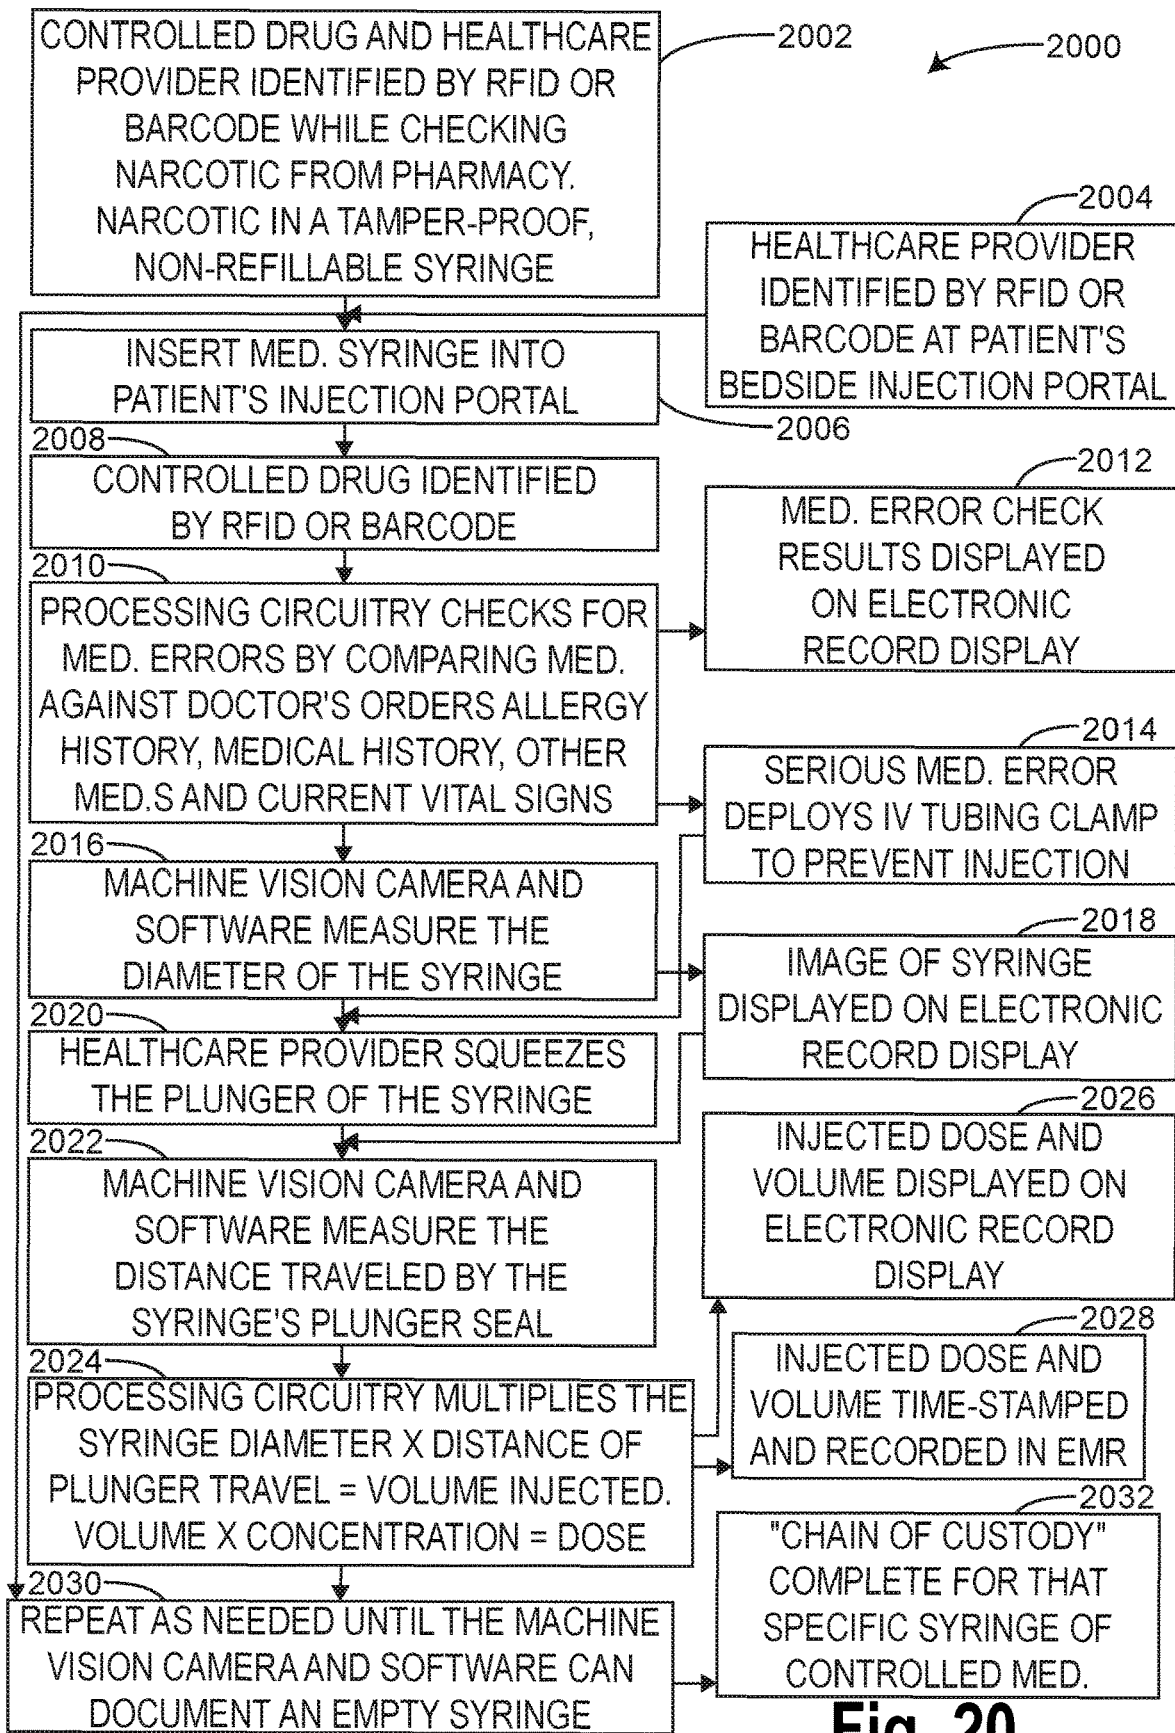 2002
2000
CONTROLLED DRUG AND HEALTHCARE
PROVIDER IDENTIFIED BY RFID OR
BARCODE WHILE CHECKING
NARCOTIC FROM PHARMACY.
NARCOTIC IN A TAMPER-PROOF,
NON-REFILLABLE SYRINGE
2004
HEALTHCARE PROVIDER
IDENTIFIED BY RFID OR
BARCODE AT PATIENT'S
BEDSIDE INJECTION PORTAL
INSERT MED. SYRINGE INTO
PATIENT'S INJECTION PORTAL
2006
2008
CONTROLLED DRUG IDENTIFIED
BY RFID OR BARCODE
2010
PROCESSING CIRCUITRY CHECKS FOR
MED. ERRORS BY COMPARING MED.
AGAINST DOCTOR'S ORDERS ALLERGY
HISTORY, MEDICAL HISTORY, OTHER
MED.S AND CURRENT VITAL SIGNS
2012
MED. ERROR CHECK
RESULTS DISPLAYED
ON ELECTRONIC
RECORD DISPLAY
2014
SERIOUS MED. ERROR
DEPLOYS IV TUBING CLAMP
TO PREVENT INJECTION
2016
MACHINE VISION CAMERA AND
SOFTWARE MEASURE THE
DIAMETER OF THE SYRINGE
2018
IMAGE OF SYRINGE
DISPLAYED ON ELECTRONIC
RECORD DISPLAY
2020
HEALTHCARE PROVIDER SQUEEZES
THE PLUNGER OF THE SYRINGE
2022
MACHINE VISION CAMERA AND
SOFTWARE MEASURE THE
DISTANCE TRAVELED BY THE
SYRINGE'S PLUNGER SEAL
2024
PROCESSING CIRCUITRY MULTIPLIES THE
SYRINGE DIAMETER X DISTANCE OF
PLUNGER TRAVEL = VOLUME INJECTED.
VOLUME X CONCENTRATION = DOSE
2026
INJECTED DOSE AND
VOLUME DISPLAYED ON
ELECTRONIC RECORD
DISPLAY
2028
INJECTED DOSE AND
VOLUME TIME-STAMPED
AND RECORDED IN EMR
2030
REPEAT AS NEEDED UNTIL THE MACHINE
VISION CAMERA AND SOFTWARE CAN
DOCUMENT AN EMPTY SYRINGE
2032
"CHAIN OF CUSTODY"
COMPLETE FOR THAT
SPECIFIC SYRINGE OF
CONTROLLED MED.
Fig. 20